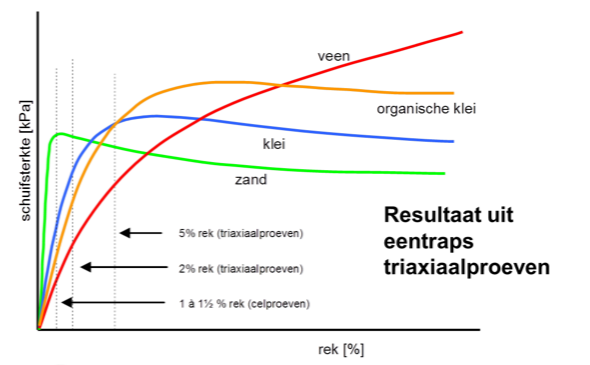 veen
organische klei
klei
zand
schuifsterkte [kPa]
5% rek (triaxiaalproeven)
2% rek (triaxiaalproeven)
1 à 1½ % rek (celproeven)
Resultaat uit
eentraps
triaxiaalproeven
rek [%]